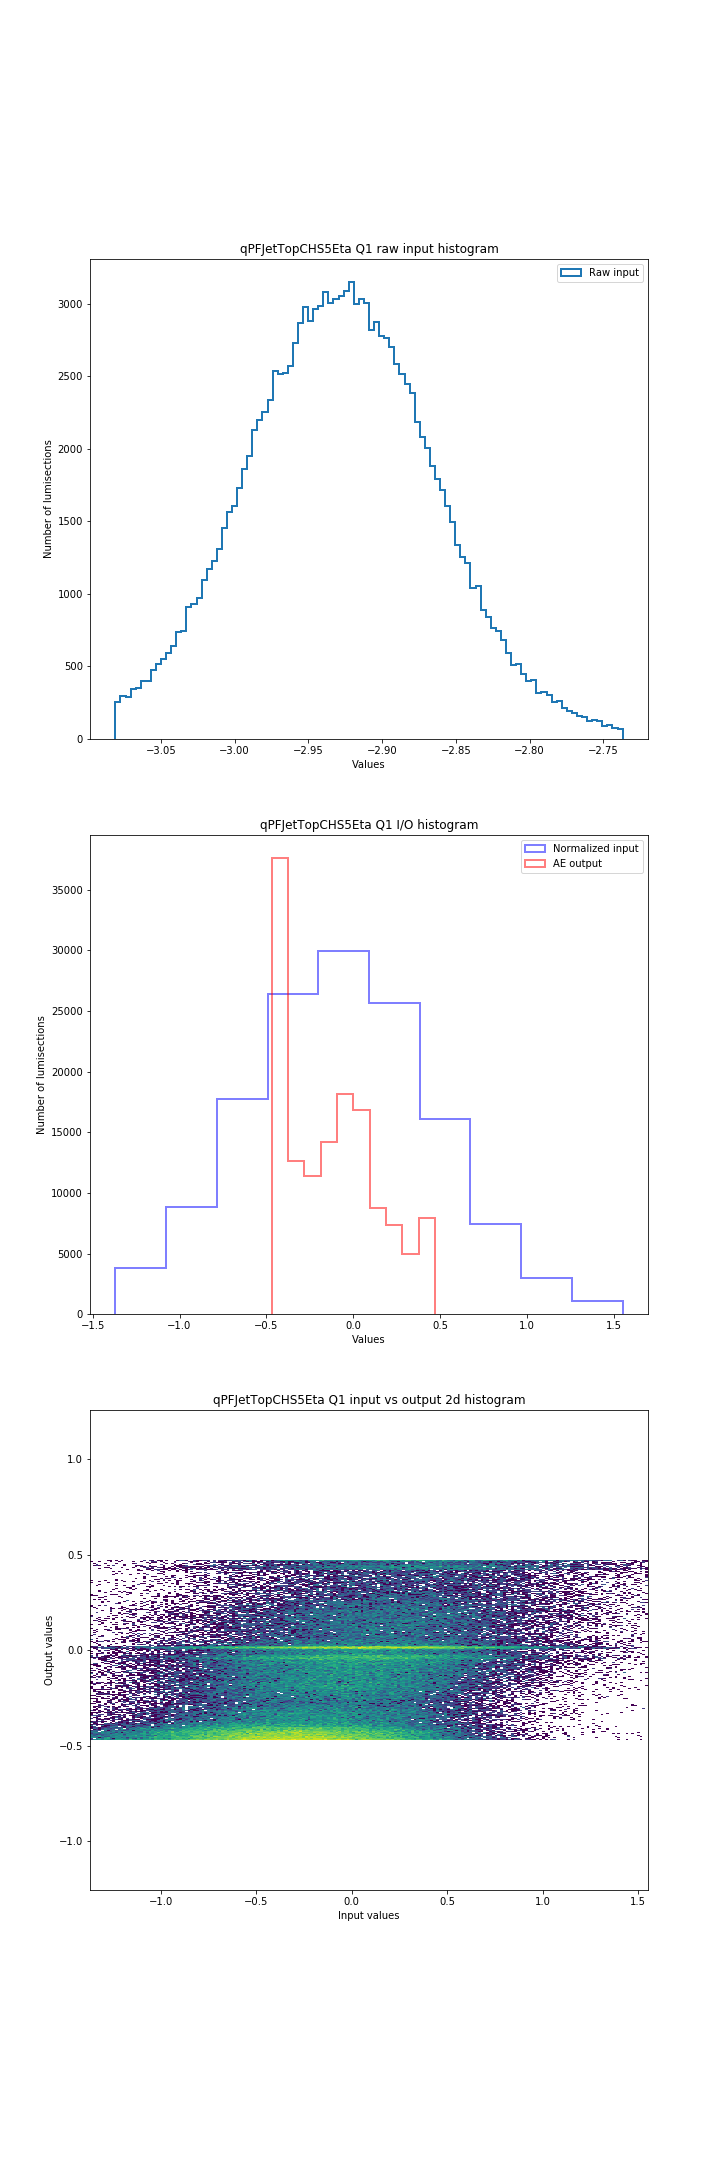 qPFJetTopCHS5Eta Q1 raw input histogram
Raw input
3000
2500
2000
1500
1000
500
0
Number of lumisections
−3.05 −3.00 −2.95 −2.90 −2.85 −2.80 −2.75
Values
qPFJetTopCHS5Eta Q1 I/O histogram
Normalized input
AE output
35000
30000
25000
20000
15000
10000
5000
0
Number of lumisections
−1.5 −1.0 −0.5 0.0 0.5 1.0 1.5
Values
qPFJetTopCHS5Eta Q1 input vs output 2d histogram
1.0
0.5
0.0
−0.5
−1.0
Output values
−1.0 −0.5 0.0 0.5 1.0 1.5
Input values